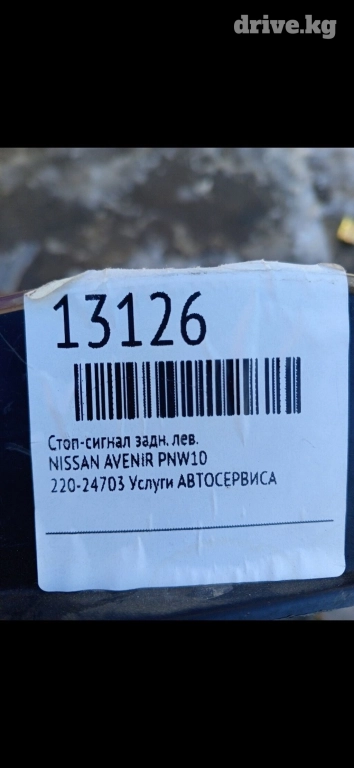 drive.kg
13126
Стоп-сигнал задн. лев.
NISSAN AVENiR PNW10
220-24703 Услуги АВТОСЕРВИСА